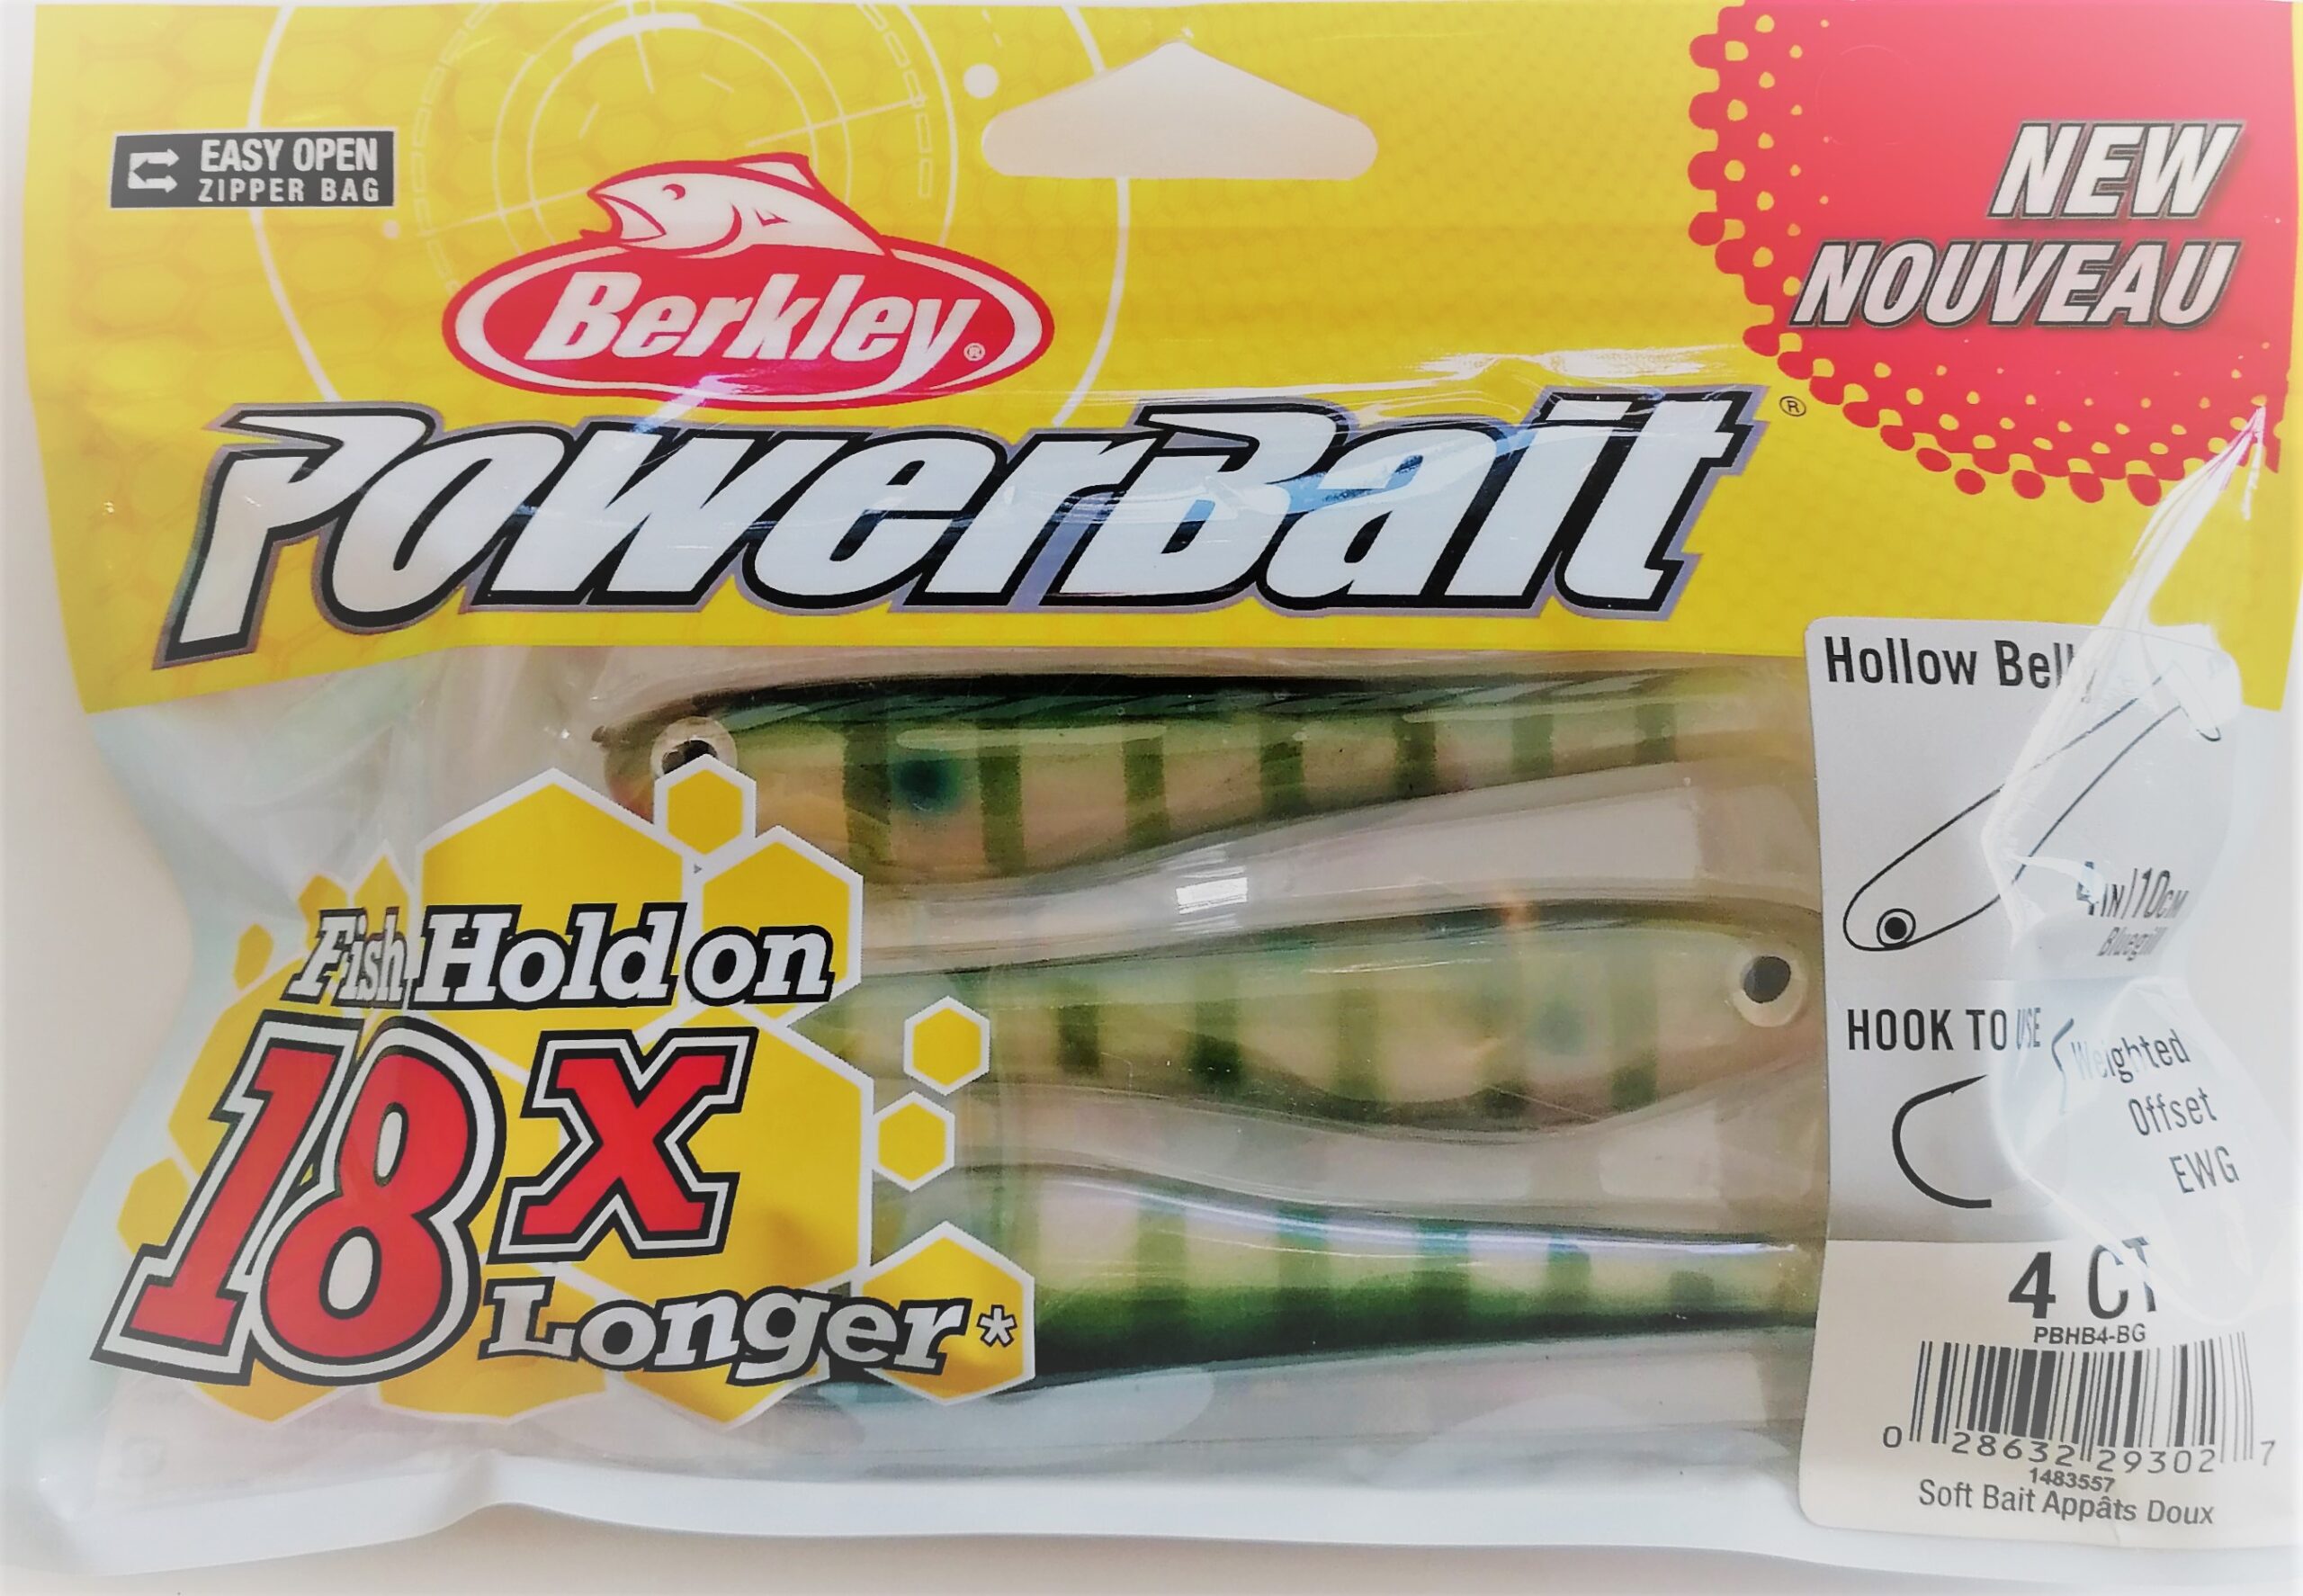 EASY OPEN
ZIPPER BAG
NEW
NOUVEAU
Berkley®
PowerBait®
Hollow Belly
4IN|10CM
Bluegill
Fish Hold on
18X
Longer*
HOOK TO USE
Weighted
Offset
EWG
4 CT
PBHB4-BG
0 28632 29302 7
1483557
Soft Bait Appâts Doux